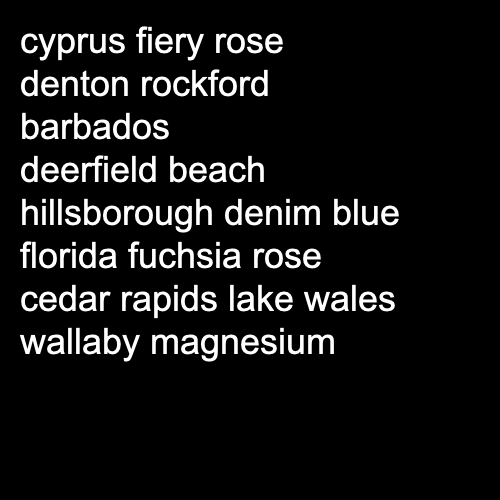 cyprus fiery rose
denton rockford
barbados
deerfield beach
hillsborough denim blue
florida fuchsia rose
cedar rapids lake wales
wallaby magnesium